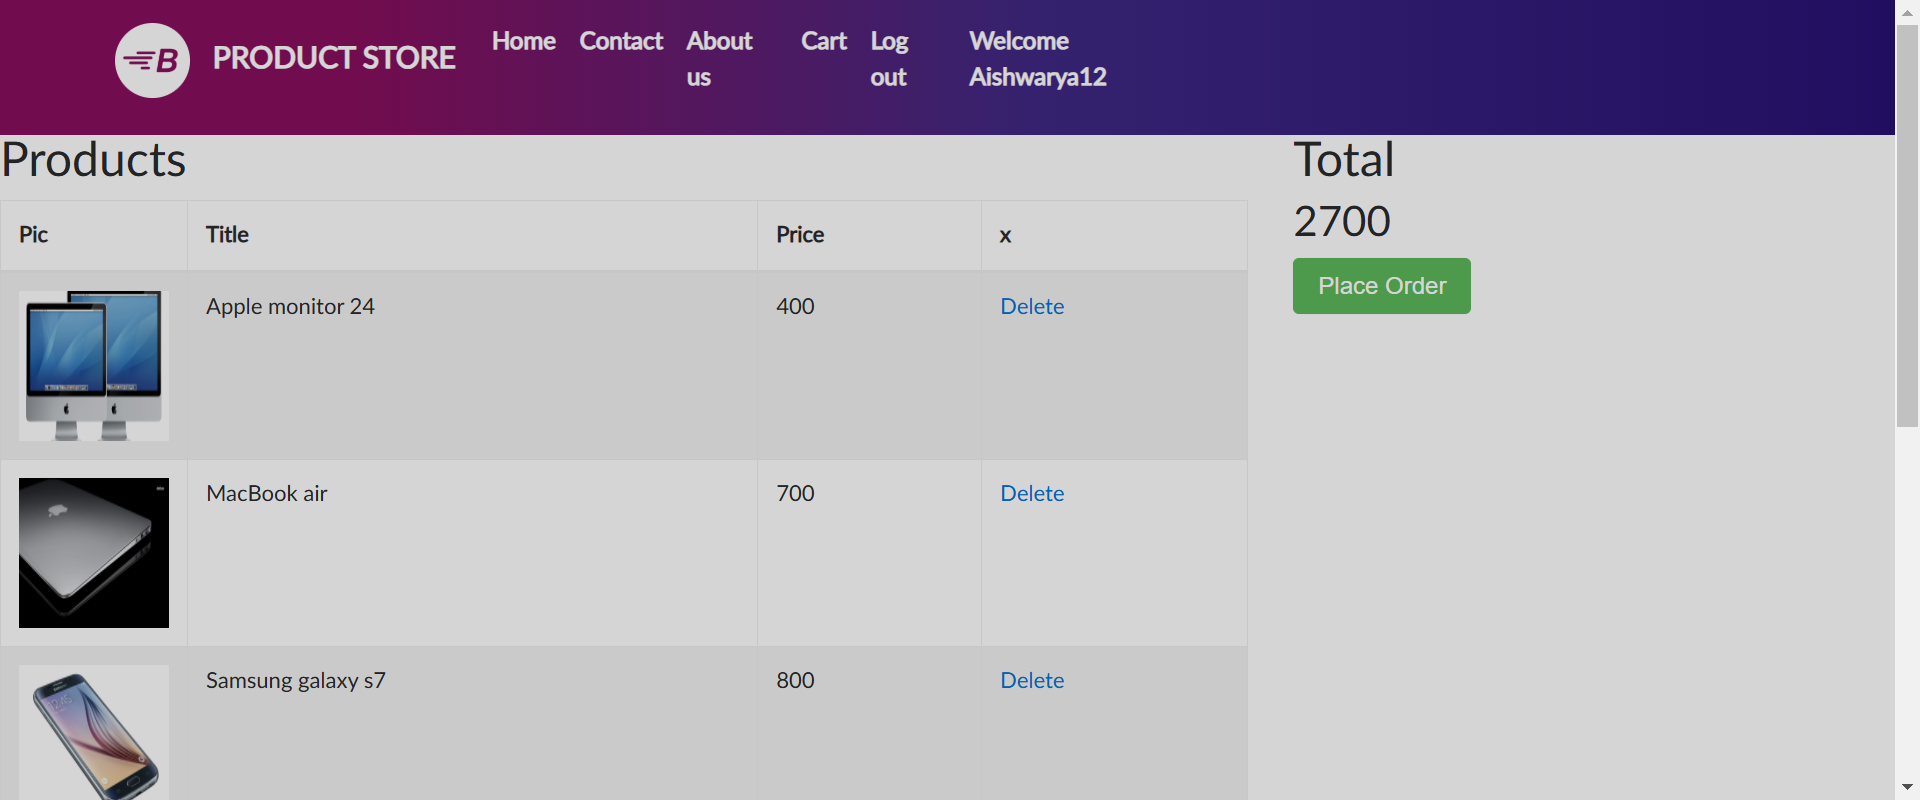 B PRODUCT STORE Home Contact About us Cart Log out Welcome Aishwarya12
Products
Total
2700
Place Order
Pic Title Price x
Apple monitor 24 400 Delete
MacBook air 700 Delete
Samsung galaxy s7 800 Delete